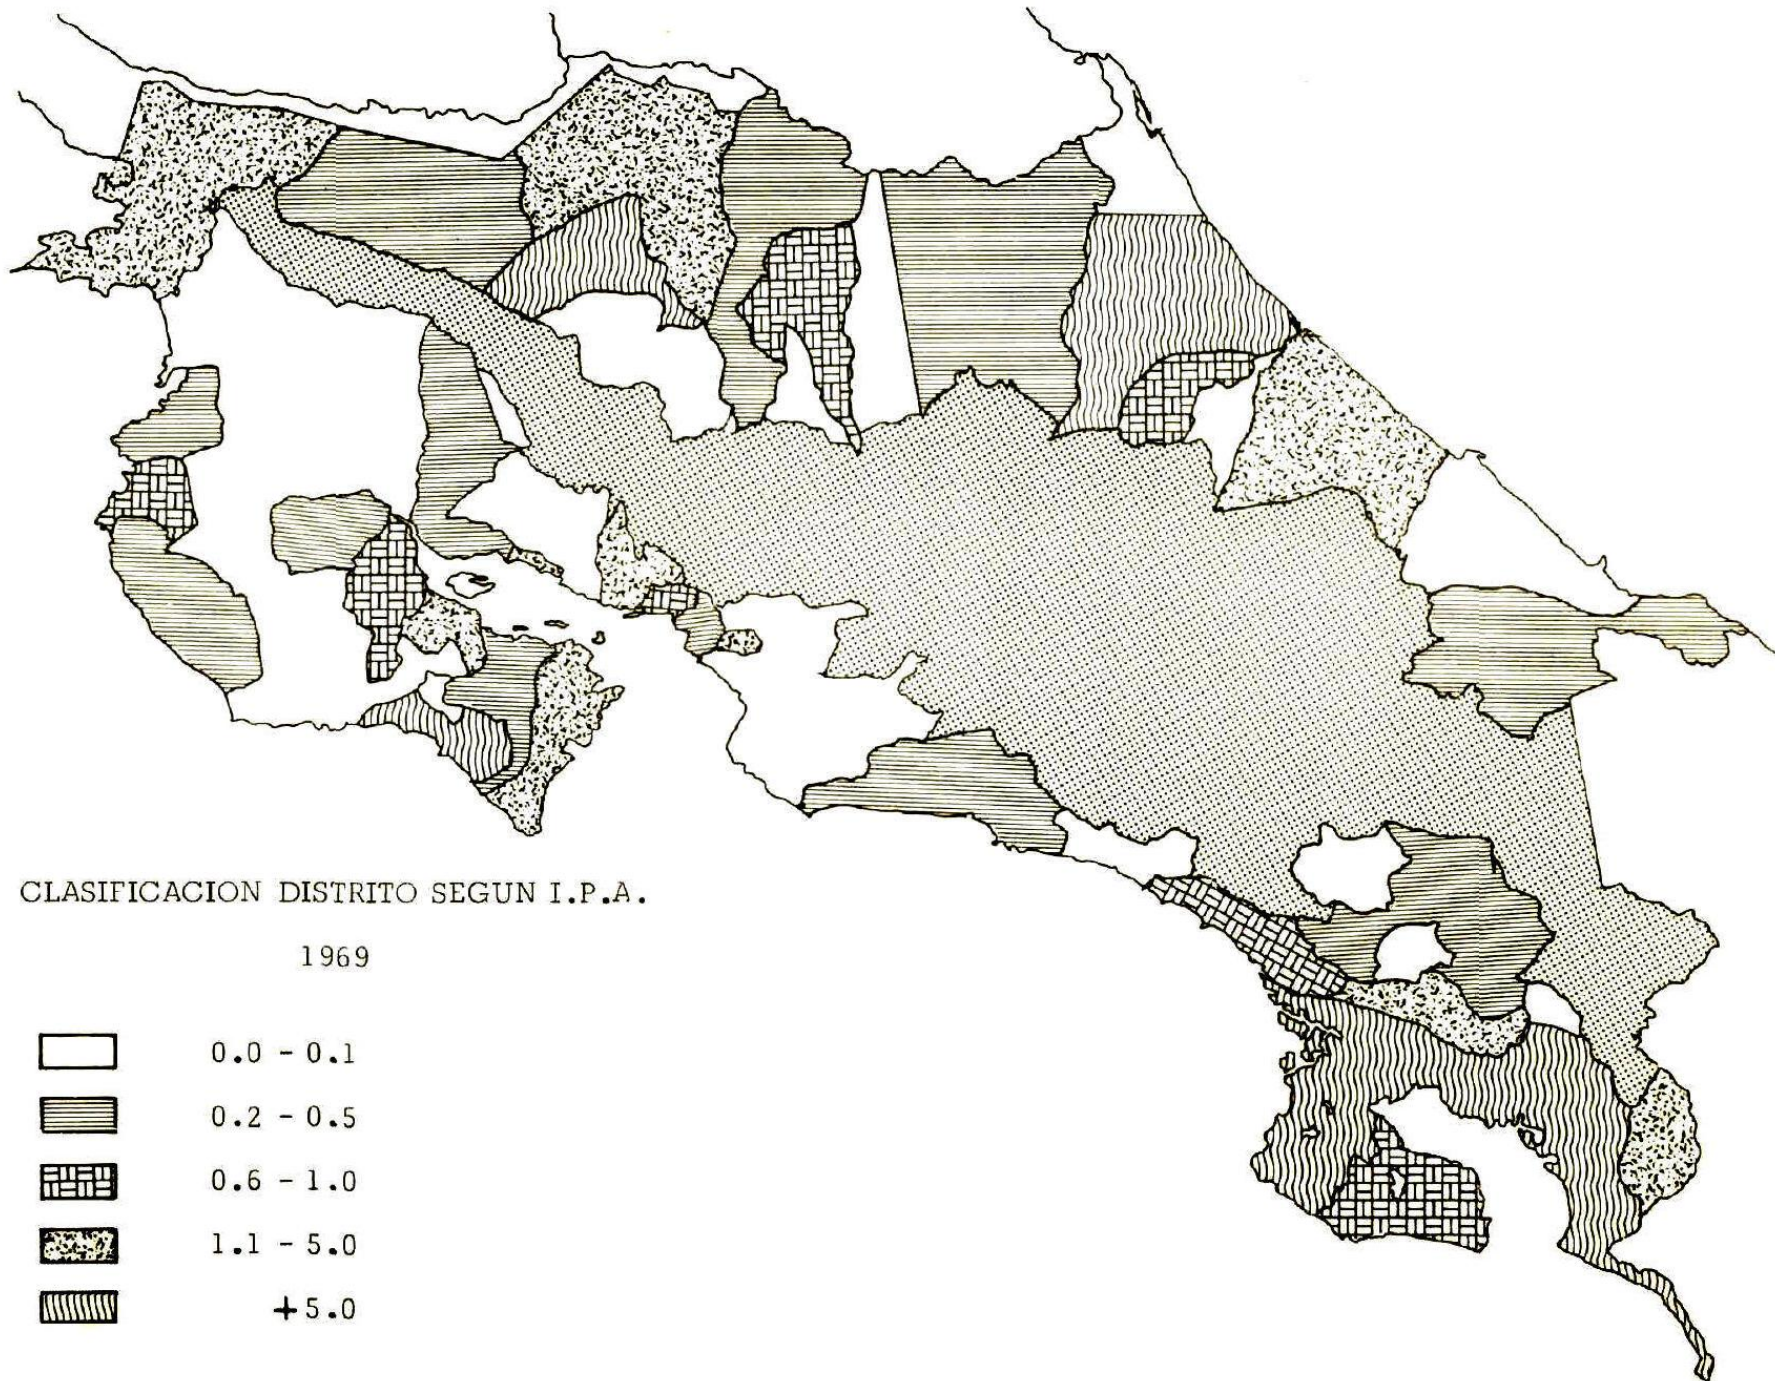 CLASIFICACION DISTRITO SEGUN I.P.A.
1969
0.0 - 0.1
0.2 - 0.5
0.6 - 1.0
1.1 - 5.0
+5.0